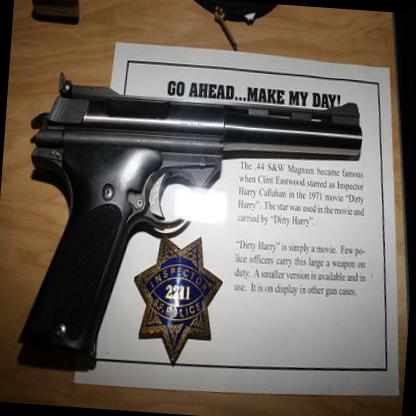 GO AHEAD...MAKE MY DAY!
The .44 S&W Magnum became famous
when Clint Eastwood starred as Inspector
Harry Callahan in the 1971 movie "Dirty
Harry". The star was used in the movie and
carried by "Dirty Harry".
"Dirty Harry" is simply a movie. Few po-
lice officers carry this large a weapon on
duty. A smaller version is available and in
use. It is on display in other gun cases.
INSPECTOR
2211
S.F. POLICE